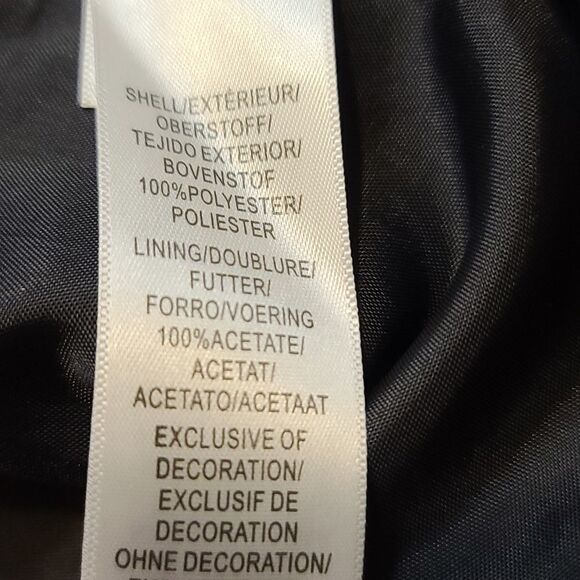 SHELL/EXTÉRIEUR/
OBERSTOFF/
TEJIDO EXTERIOR/
BOVENSTOF
100%POLYESTER/
POLIESTER
LINING/DOUBLURE/
FUTTER/
FORRO/VOERING
100%ACETATE/
ACETAT/
ACETATO/ACETAAT
EXCLUSIVE OF
DECORATION/
EXCLUSIF DE
DECORATION
OHNE DECORATION/